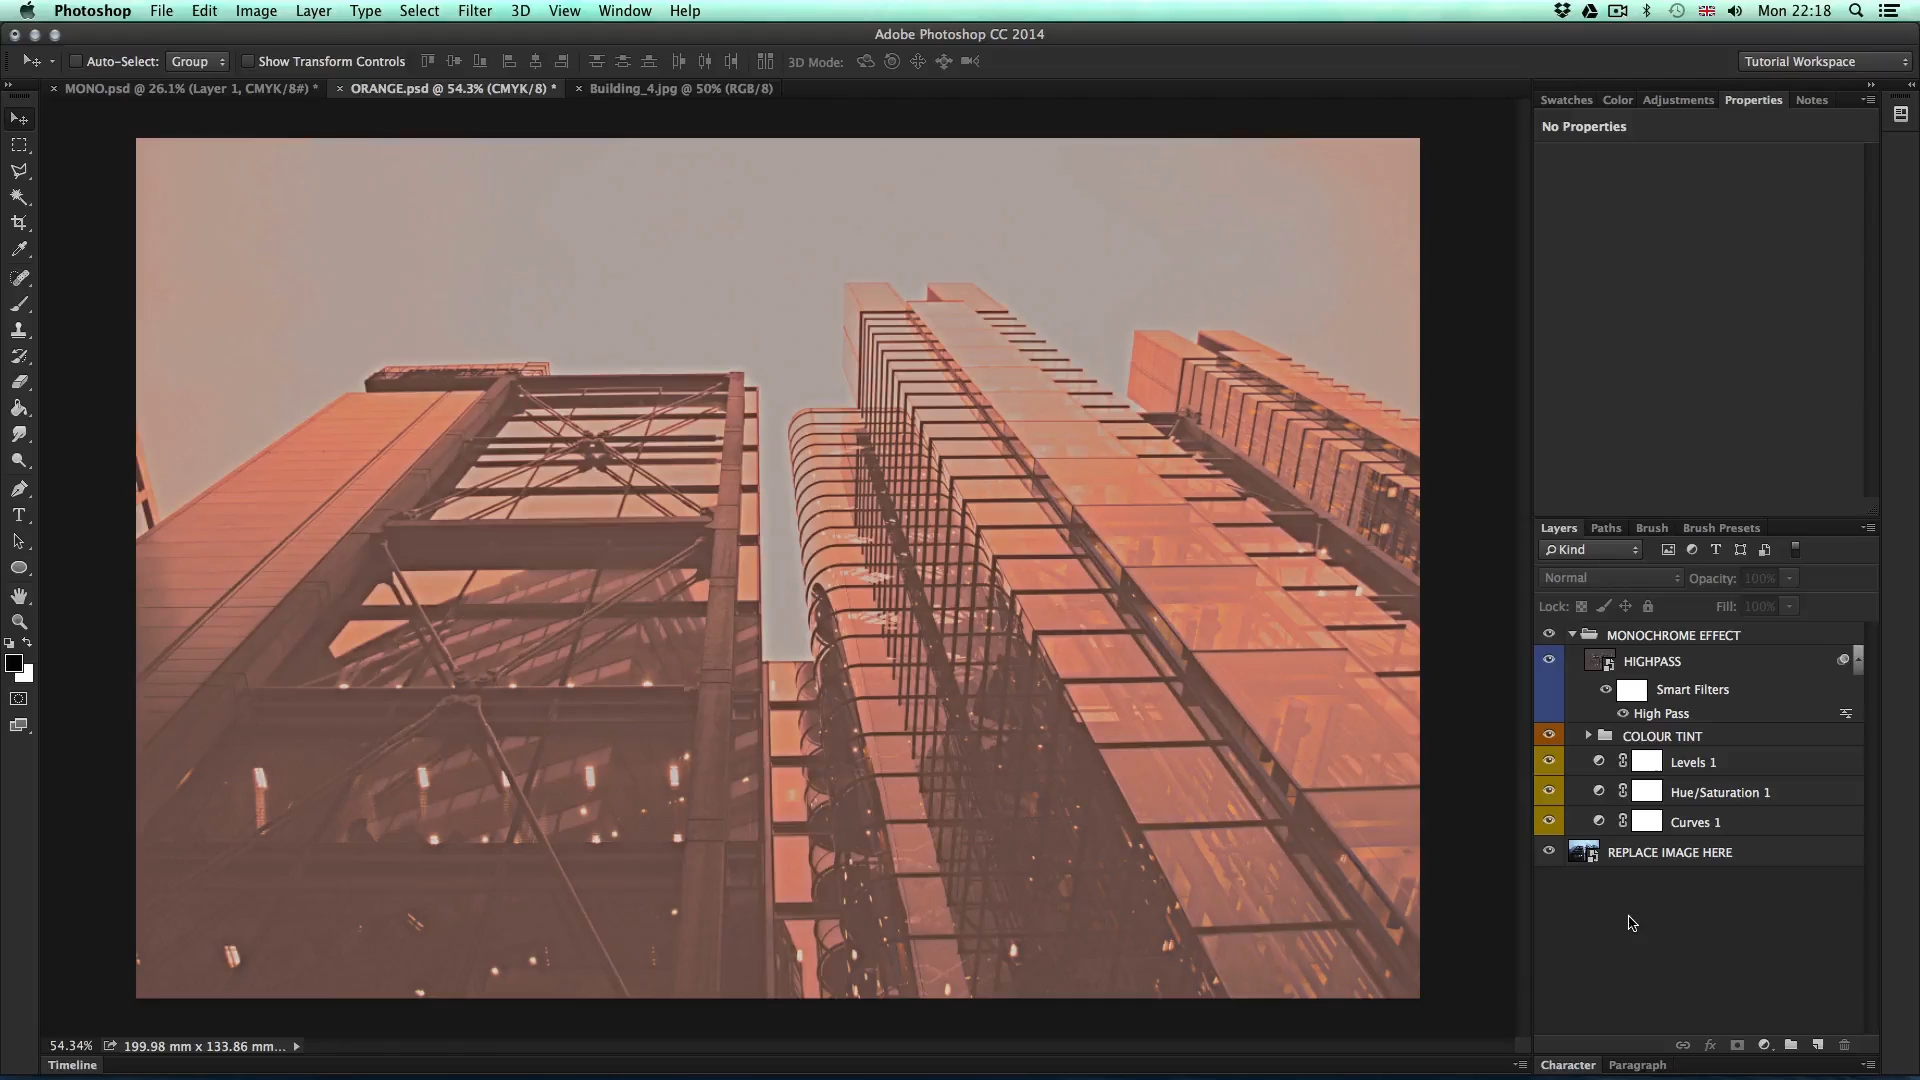 Photoshop File Edit Image Layer Type Select Filter 3D View Window Help Mon 22:18
Adobe Photoshop CC 2014
Auto-Select: Group Show Transform Controls 3D Mode: Tutorial Workspace
MONO.psd @ 26.1% (Layer 1, CMYK/8#) * ORANGE.psd @ 54.3% (CMYK/8) * Building_4.jpg @ 50% (RGB/8)
Swatches Color Adjustments Properties Notes
No Properties
Layers Paths Brush Brush Presets
Kind
Normal Opacity: 100%
Lock: Fill: 100%
MONOCHROME EFFECT
HIGHPASS
Smart Filters
High Pass
COLOUR TINT
Levels 1
Hue/Saturation 1
Curves 1
REPLACE IMAGE HERE
54.34% 199.98 mm x 133.86 mm...
Timeline
Character Paragraph